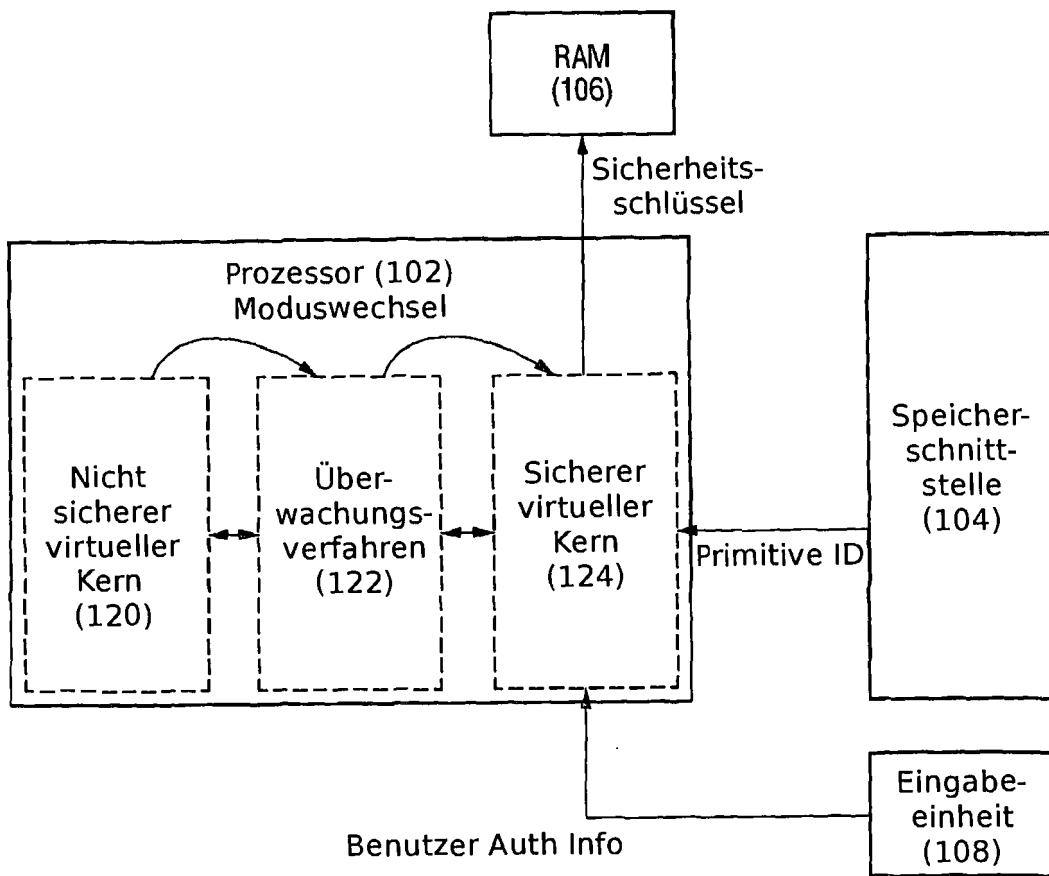 RAM
(106)
Sicherheits-
schlüssel
Prozessor (102)
Moduswechsel
Nicht
sicherer
virtueller
Kern
(120)
Über-
wachungs-
verfahren
(122)
Sicherer
virtueller
Kern
(124)
Primitive ID
Speicher-
schnitt-
stelle
(104)
Eingabe-
einheit
(108)
Benutzer Auth Info